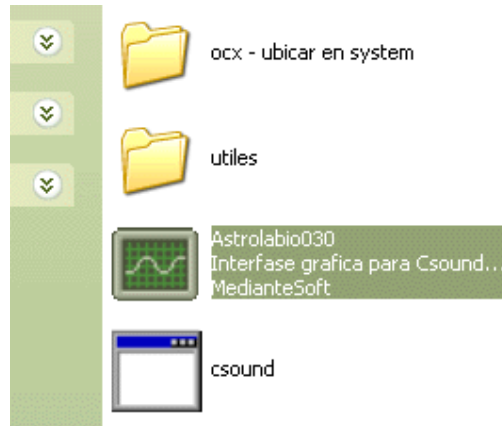 ocx - ubicar en system
utiles
Astrolabio030
Interfase grafica para Csound...
MedianteSoft
csound